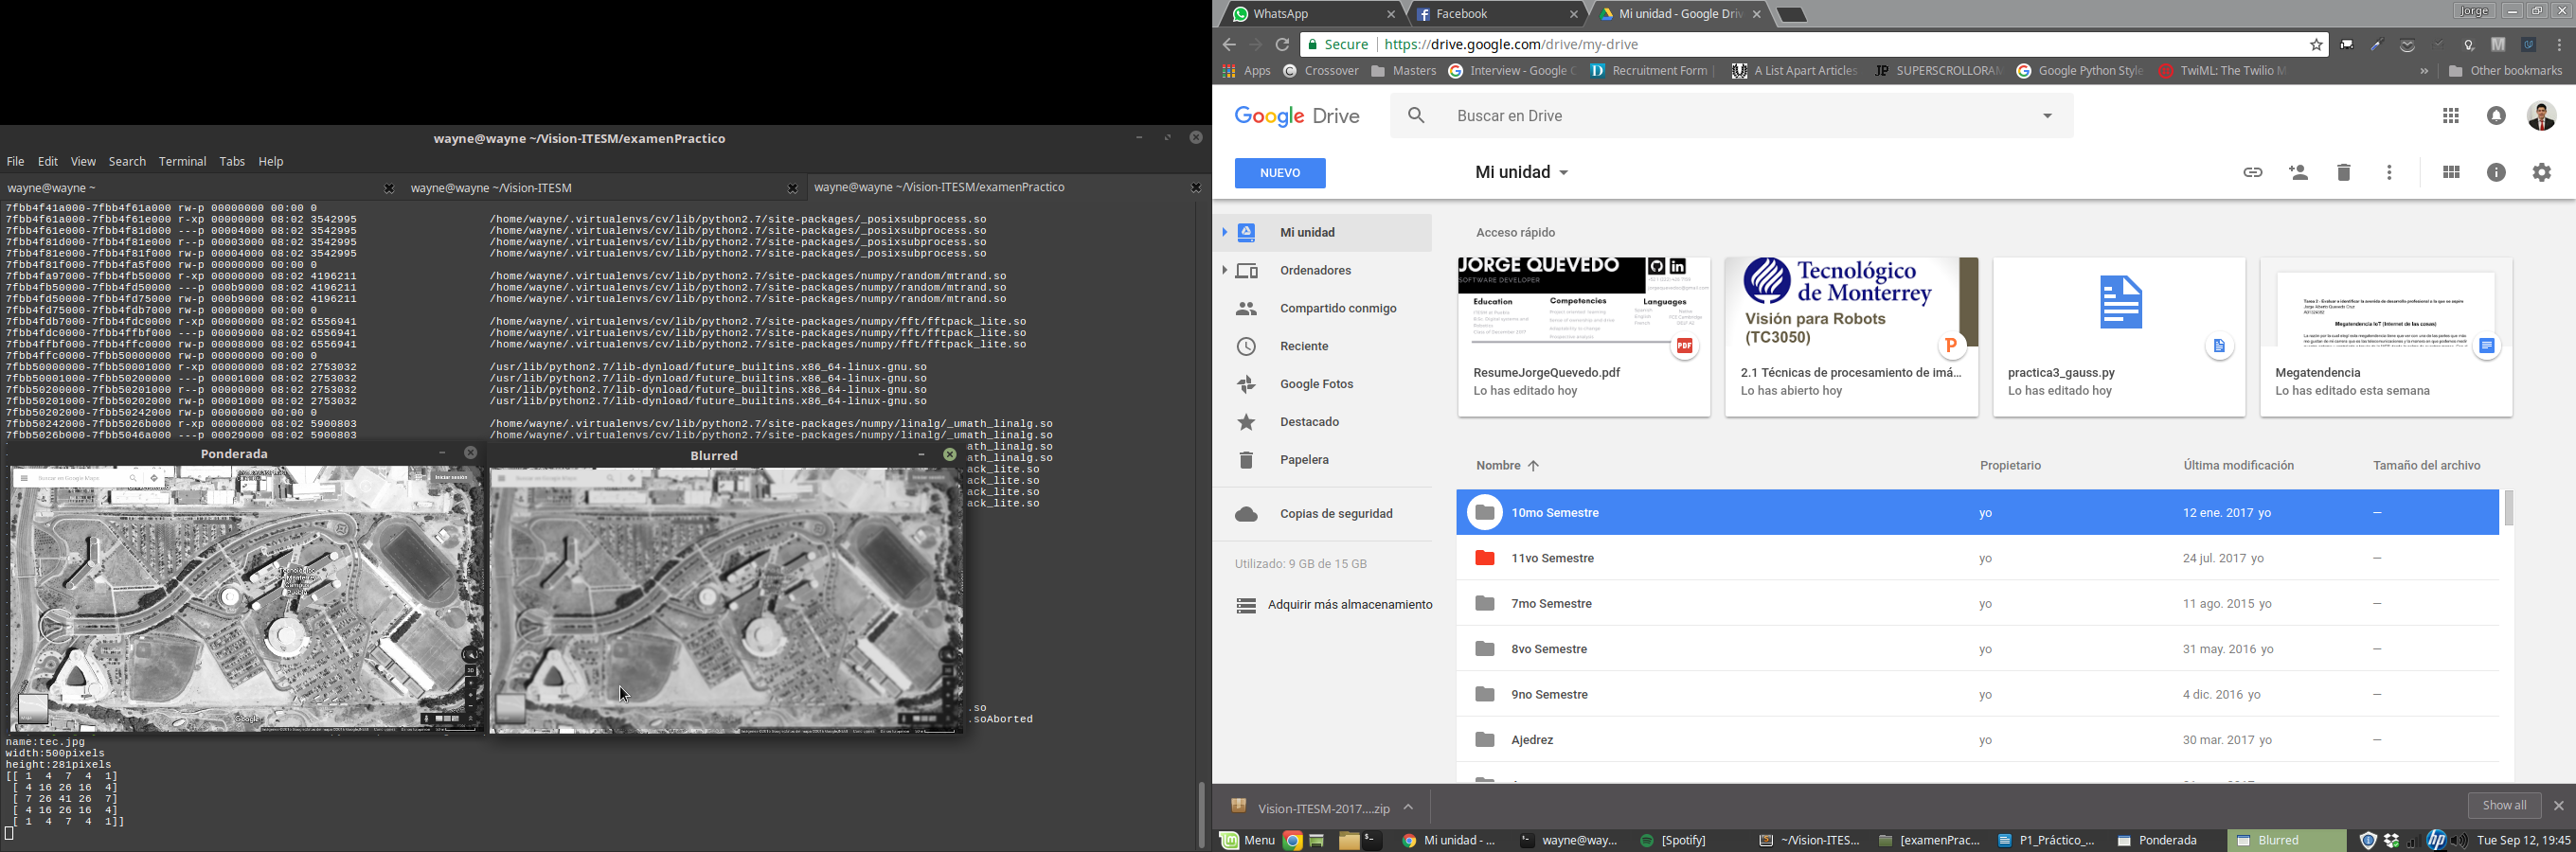 wayne@wayne ~/Vision-ITESM/examenPractico
File Edit View Search Terminal Tabs Help
wayne@wayne ~
wayne@wayne ~/Vision-ITESM
wayne@wayne ~/Vision-ITESM/examenPractico
7fbb4f41a000-7fbb4f61a000 rw-p 00000000 00:00 0
7fbb4f61a000-7fbb4f61e000 r-xp 00000000 08:02 3542995 /home/wayne/.virtualenvs/cv/lib/python2.7/site-packages/_posixsubprocess.so
7fbb4f61e000-7fbb4f81d000 ---p 00004000 08:02 3542995 /home/wayne/.virtualenvs/cv/lib/python2.7/site-packages/_posixsubprocess.so
7fbb4f81d000-7fbb4f81e000 r--p 00003000 08:02 3542995 /home/wayne/.virtualenvs/cv/lib/python2.7/site-packages/_posixsubprocess.so
7fbb4f81e000-7fbb4f81f000 rw-p 00004000 08:02 3542995 /home/wayne/.virtualenvs/cv/lib/python2.7/site-packages/_posixsubprocess.so
7fbb4f81f000-7fbb4fa5f000 rw-p 00000000 00:00 0
7fbb4fa97000-7fbb4fb50000 r-xp 00000000 08:02 4196211 /home/wayne/.virtualenvs/cv/lib/python2.7/site-packages/numpy/random/mtrand.so
7fbb4fb50000-7fbb4fd50000 ---p 000b9000 08:02 4196211 /home/wayne/.virtualenvs/cv/lib/python2.7/site-packages/numpy/random/mtrand.so
7fbb4fd50000-7fbb4fd75000 rw-p 000b9000 08:02 4196211 /home/wayne/.virtualenvs/cv/lib/python2.7/site-packages/numpy/random/mtrand.so
7fbb4fd75000-7fbb4fdb7000 rw-p 00000000 00:00 0
7fbb4fdb7000-7fbb4fdc0000 r-xp 00000000 08:02 6556941 /home/wayne/.virtualenvs/cv/lib/python2.7/site-packages/numpy/fft/fftpack_lite.so
7fbb4fdc0000-7fbb4ffbf000 ---p 00009000 08:02 6556941 /home/wayne/.virtualenvs/cv/lib/python2.7/site-packages/numpy/fft/fftpack_lite.so
7fbb4ffbf000-7fbb4ffc0000 rw-p 00008000 08:02 6556941 /home/wayne/.virtualenvs/cv/lib/python2.7/site-packages/numpy/fft/fftpack_lite.so
7fbb4ffc0000-7fbb50000000 rw-p 00000000 00:00 0
7fbb50000000-7fbb50001000 r-xp 00000000 08:02 2753032 /usr/lib/python2.7/lib-dynload/future_builtins.x86_64-linux-gnu.so
7fbb50001000-7fbb50200000 ---p 00001000 08:02 2753032 /usr/lib/python2.7/lib-dynload/future_builtins.x86_64-linux-gnu.so
7fbb50200000-7fbb50201000 r--p 00000000 08:02 2753032 /usr/lib/python2.7/lib-dynload/future_builtins.x86_64-linux-gnu.so
7fbb50201000-7fbb50202000 rw-p 00001000 08:02 2753032 /usr/lib/python2.7/lib-dynload/future_builtins.x86_64-linux-gnu.so
7fbb50202000-7fbb50242000 rw-p 00000000 00:00 0
7fbb50242000-7fbb5026b000 r-xp 00000000 08:02 5900803 /home/wayne/.virtualenvs/cv/lib/python2.7/site-packages/numpy/linalg/_umath_linalg.so
7fbb5026b000-7fbb5046a000 ---p 00029000 08:02 5900803 /home/wayne/.virtualenvs/cv/lib/python2.7/site-packages/numpy/linalg/_umath_linalg.so
ath_linalg.so
ath_linalg.so
ack_lite.so
ack_lite.so
ack_lite.so
ack_lite.so
Ponderada
Blurred
Iniciar sesión
Tecnológico
de Monterrey
Campus
Puebla
Google
.so
.soAborted
name:tec.jpg
width:500pixels
height:281pixels
[[ 1 4 7 4 1]
[ 4 16 26 16 4]
[ 7 26 41 26 7]
[ 4 16 26 16 4]
[ 1 4 7 4 1]]
WhatsApp
Facebook
Mi unidad - Google Driv
Jorge
Secure https://drive.google.com/drive/my-drive
Apps
Crossover
Masters
Interview - Google C
Recruitment Form
A List Apart Articles
JP SUPERSCROLLORAM
Google Python Style
TwiML: The Twilio M
» Other bookmarks
Google Drive
Buscar en Drive
NUEVO
Mi unidad
Mi unidad
Ordenadores
Compartido conmigo
Reciente
Google Fotos
Destacado
Papelera
Copias de seguridad
Utilizado: 9 GB de 15 GB
Adquirir más almacenamiento
Acceso rápido
JORGE QUEVEDO
SOFTWARE DEVELOPER
Education
Competencies
Languages
PDF
ResumeJorgeQuevedo.pdf
Lo has editado hoy
Tecnológico
de Monterrey
Visión para Robots
(TC3050)
P
2.1 Técnicas de procesamiento de imá...
Lo has abierto hoy
practica3_gauss.py
Lo has editado hoy
Megatendencia IoT (Internet de las cosas)
Megatendencia
Lo has editado esta semana
Nombre
Propietario
Última modificación
Tamaño del archivo
10mo Semestre yo 12 ene. 2017 yo —
11vo Semestre yo 24 jul. 2017 yo —
7mo Semestre yo 11 ago. 2015 yo —
8vo Semestre yo 31 may. 2016 yo —
9no Semestre yo 4 dic. 2016 yo —
Ajedrez yo 30 mar. 2017 yo —
Vision-ITESM-2017....zip
Show all
Menu
Mi unidad - ...
wayne@way...
[Spotify]
~/Vision-ITES...
[examenPrac...
P1_Práctico_...
Ponderada
Blurred
hp
Tue Sep 12, 19:45